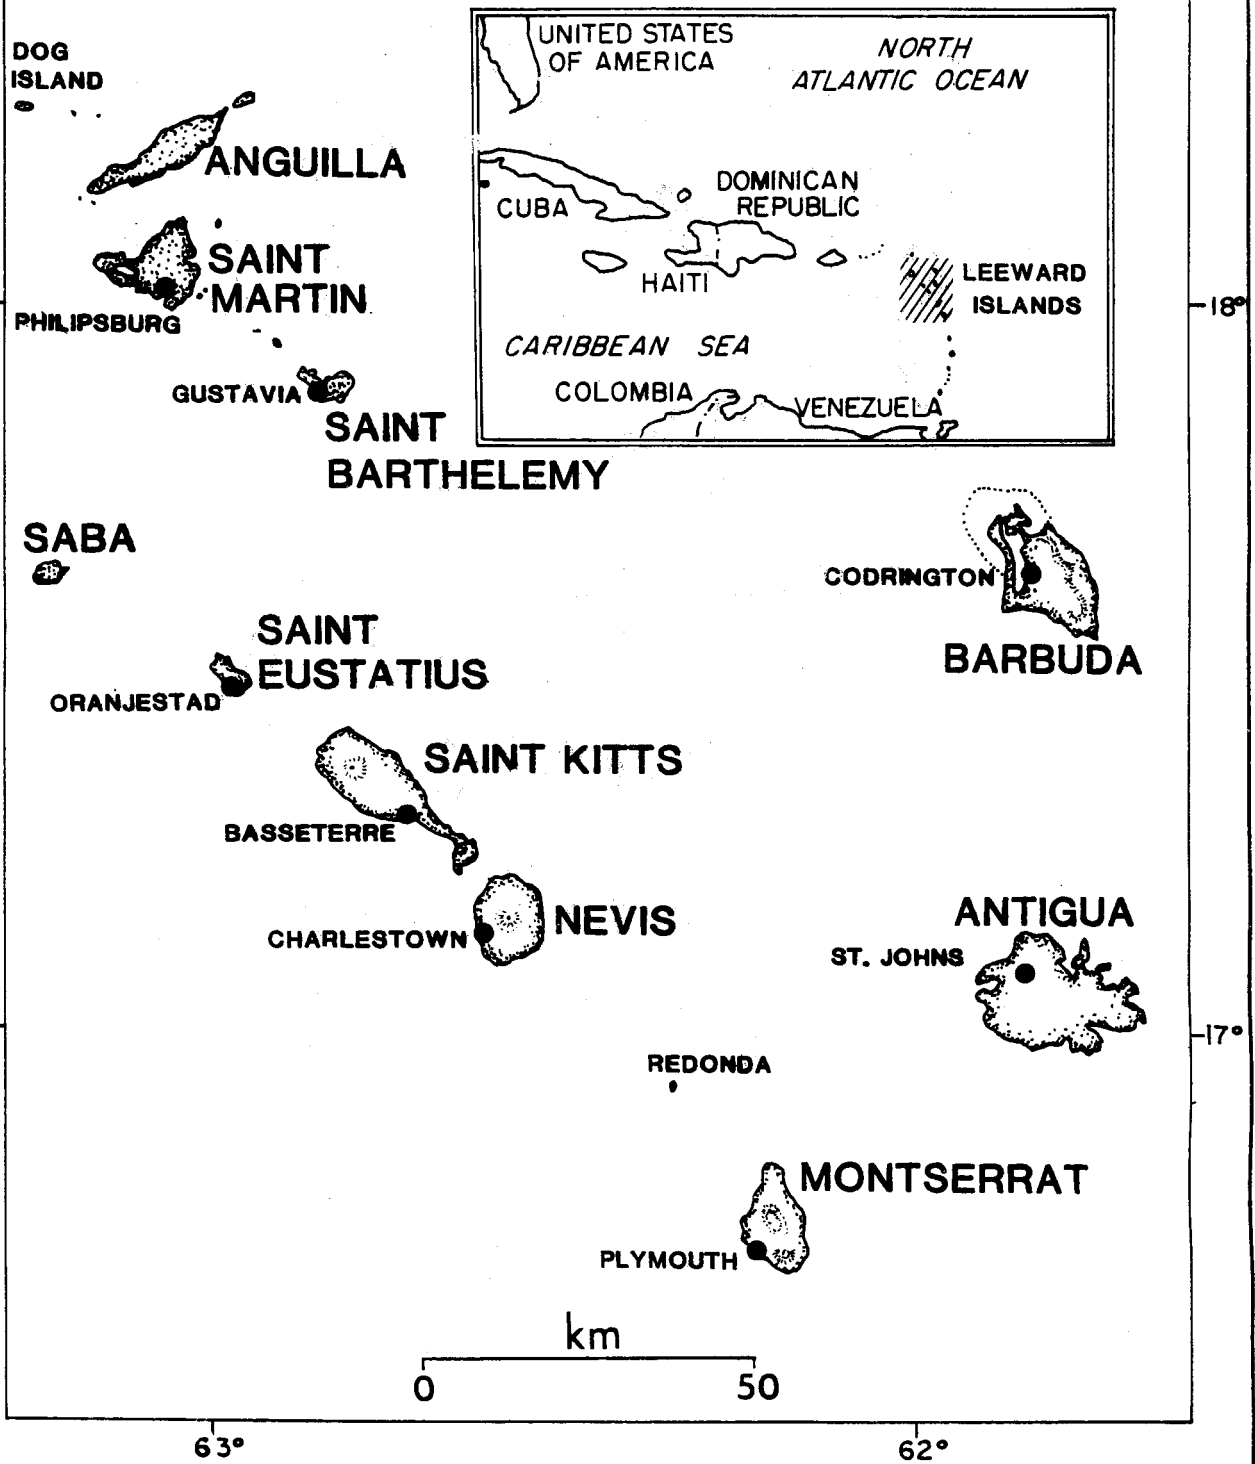 DOG
ISLAND
ANGUILLA
SAINT
MARTIN
PHILIPSBURG
GUSTAVIA
SAINT
BARTHELEMY
SABA
SAINT
EUSTATIUS
ORANJESTAD
SAINT KITTS
BASSETERRE
NEVIS
CHARLESTOWN
UNITED STATES
OF AMERICA
NORTH
ATLANTIC OCEAN
CUBA
DOMINICAN
REPUBLIC
HAITI
LEEWARD
ISLANDS
CARIBBEAN SEA
COLOMBIA
VENEZUELA
18°
CODRINGTON
BARBUDA
ANTIGUA
ST. JOHNS
17°
REDONDA
MONTSERRAT
PLYMOUTH
km
0 50
63° 62°